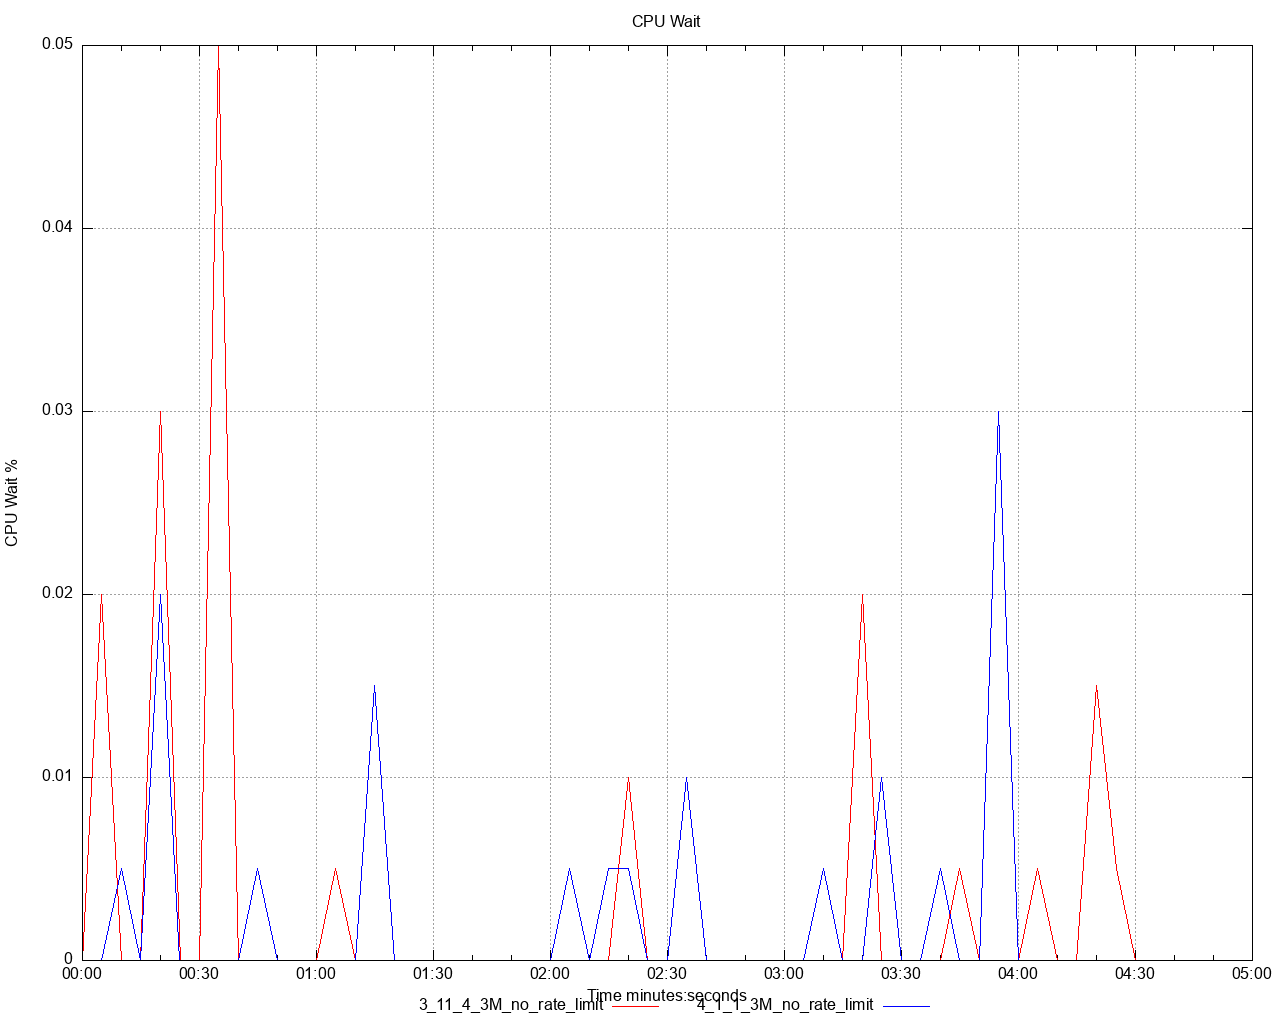 CPU Wait
0.05
0.04
0.03
0.02
0.01
0
CPU Wait %
00:00 00:30 01:00 01:30 02:00 02:30 03:00 03:30 04:00 04:30 05:00
Time minutes:seconds
3_11_4_3M_no_rate_limit 4_1_1_3M_no_rate_limit